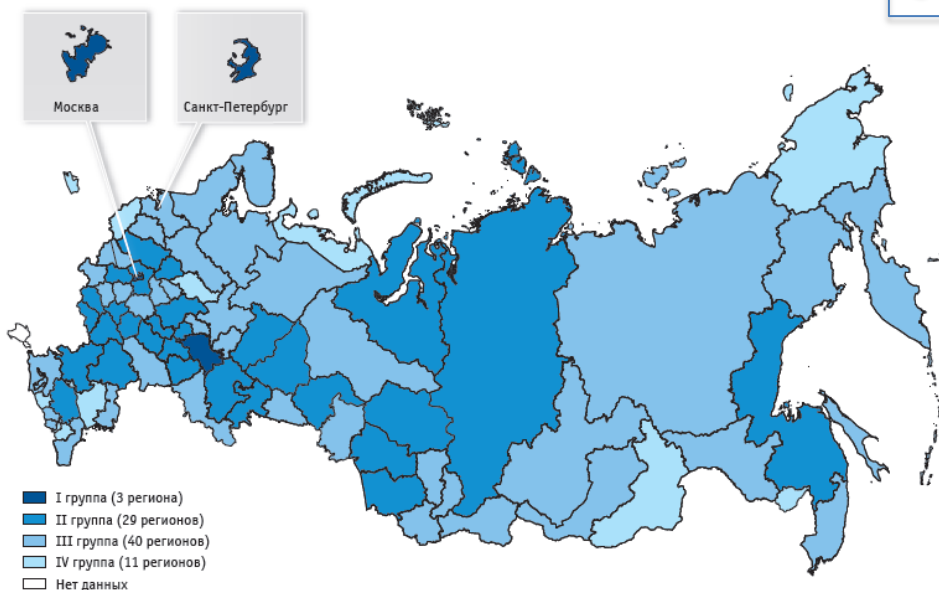 Москва
Санкт-Петербург
I группа (3 региона)
II группа (29 регионов)
III группа (40 регионов)
IV группа (11 регионов)
Нет данных